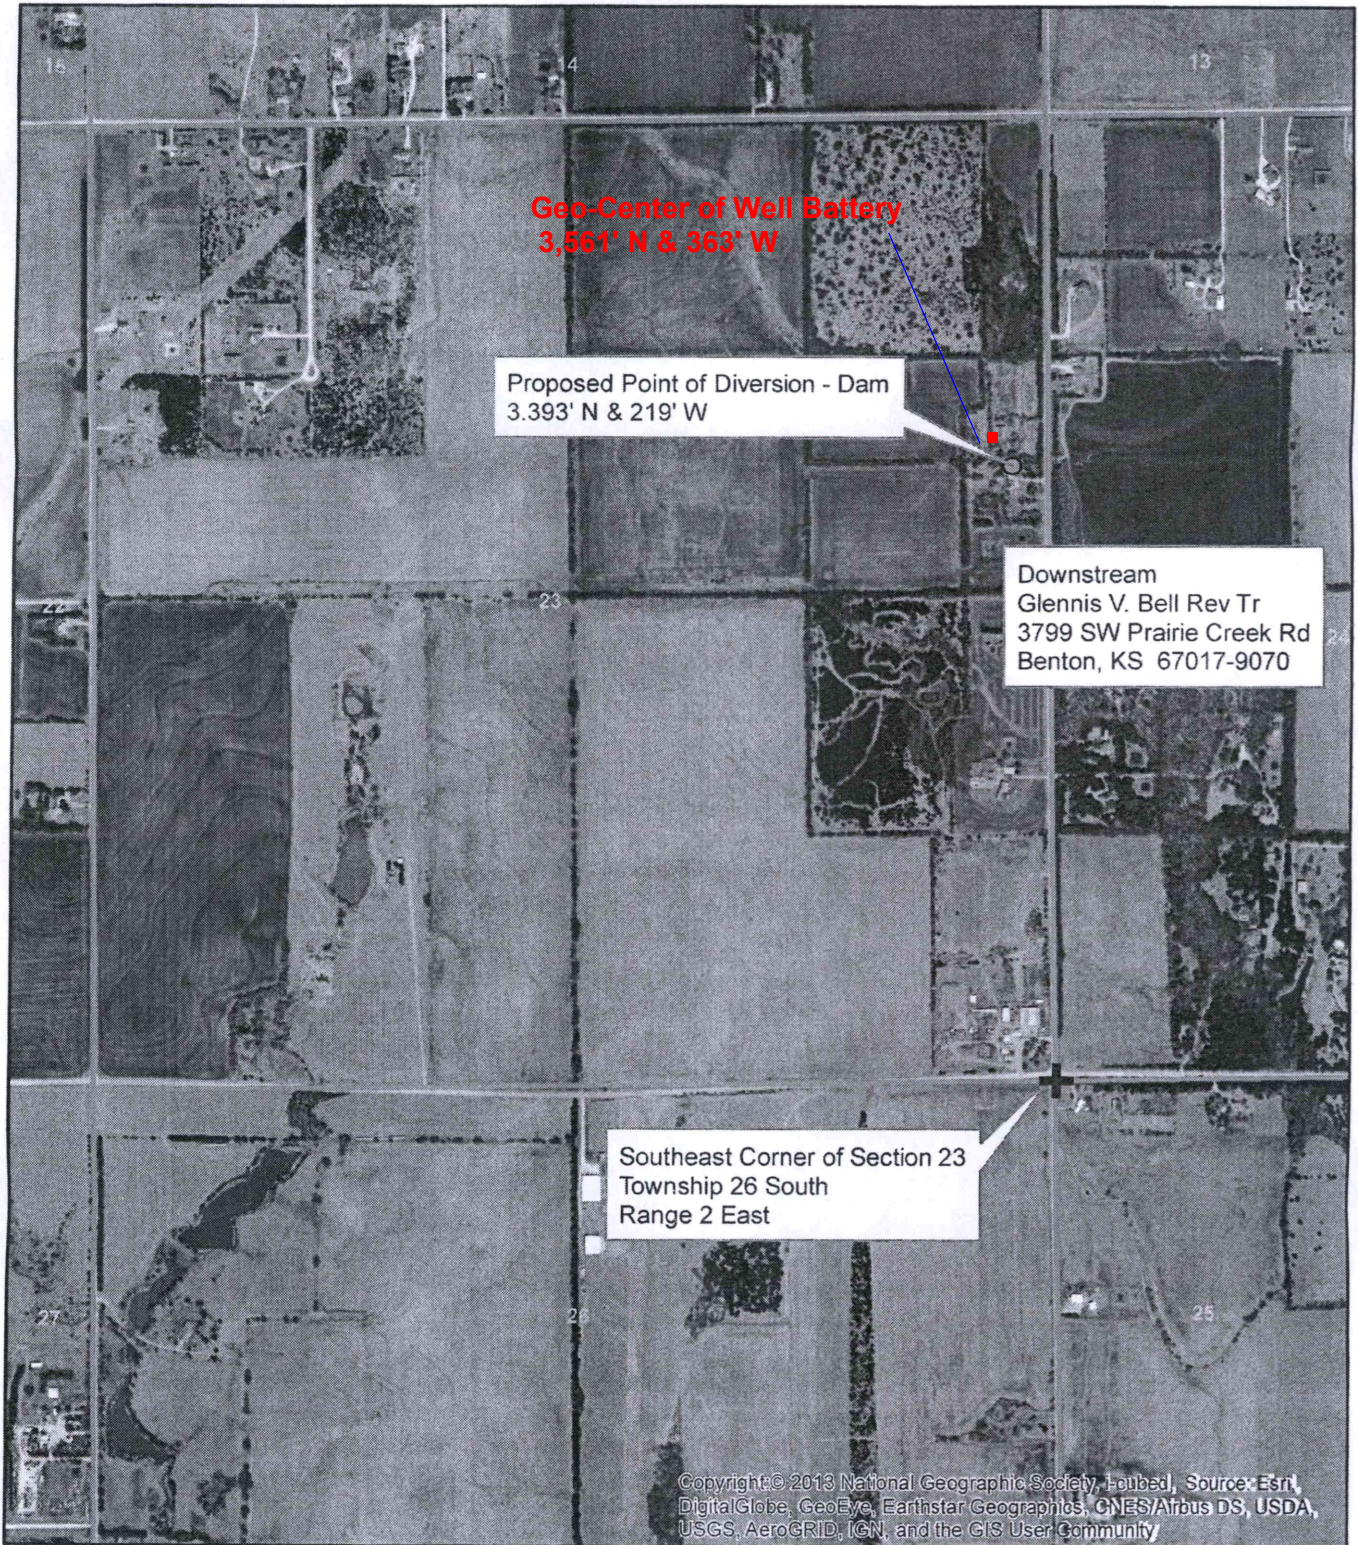 15
14
13
Geo-Center of Well Battery
3,561' N & 363' W
Proposed Point of Diversion - Dam
3.393' N & 219' W
Downstream
Glennis V. Bell Rev Tr
3799 SW Prairie Creek Rd
Benton, KS 67017-9070
22
23
24
Southeast Corner of Section 23
Township 26 South
Range 2 East
27
26
25
Copyright:© 2013 National Geographic Society, i-cubed, Source: Esri,
DigitalGlobe, GeoEye, Earthstar Geographics, CNES/Airbus DS, USDA,
USGS, AeroGRID, IGN, and the GIS User Community